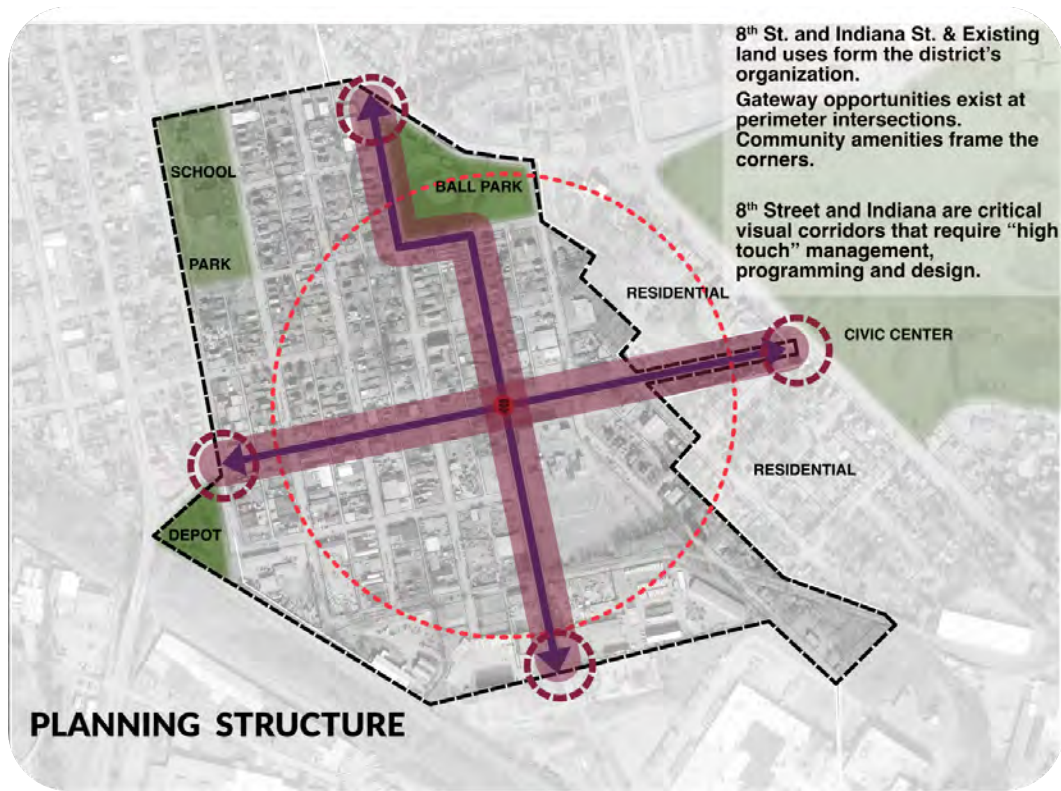 8th St. and Indiana St. & Existing
land uses form the district's
organization.
Gateway opportunities exist at
perimeter intersections.
Community amenities frame the
corners.
8th Street and Indiana are critical
visual corridors that require “high
touch” management,
programming and design.
SCHOOL
BALL PARK
PARK
RESIDENTIAL
CIVIC CENTER
RESIDENTIAL
DEPOT
PLANNING STRUCTURE